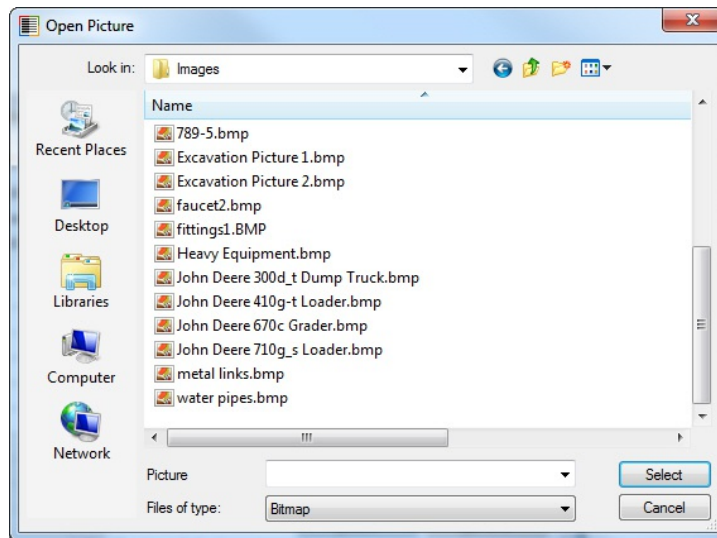 Open Picture
Look in: Images
Name
789-5.bmp
Excavation Picture 1.bmp
Excavation Picture 2.bmp
faucet2.bmp
fittings1.BMP
Heavy Equipment.bmp
John Deere 300d_t Dump Truck.bmp
John Deere 410g-t Loader.bmp
John Deere 670c Grader.bmp
John Deere 710g_s Loader.bmp
metal links.bmp
water pipes.bmp
Recent Places
Desktop
Libraries
Computer
Network
Picture Select
Files of type: Bitmap Cancel